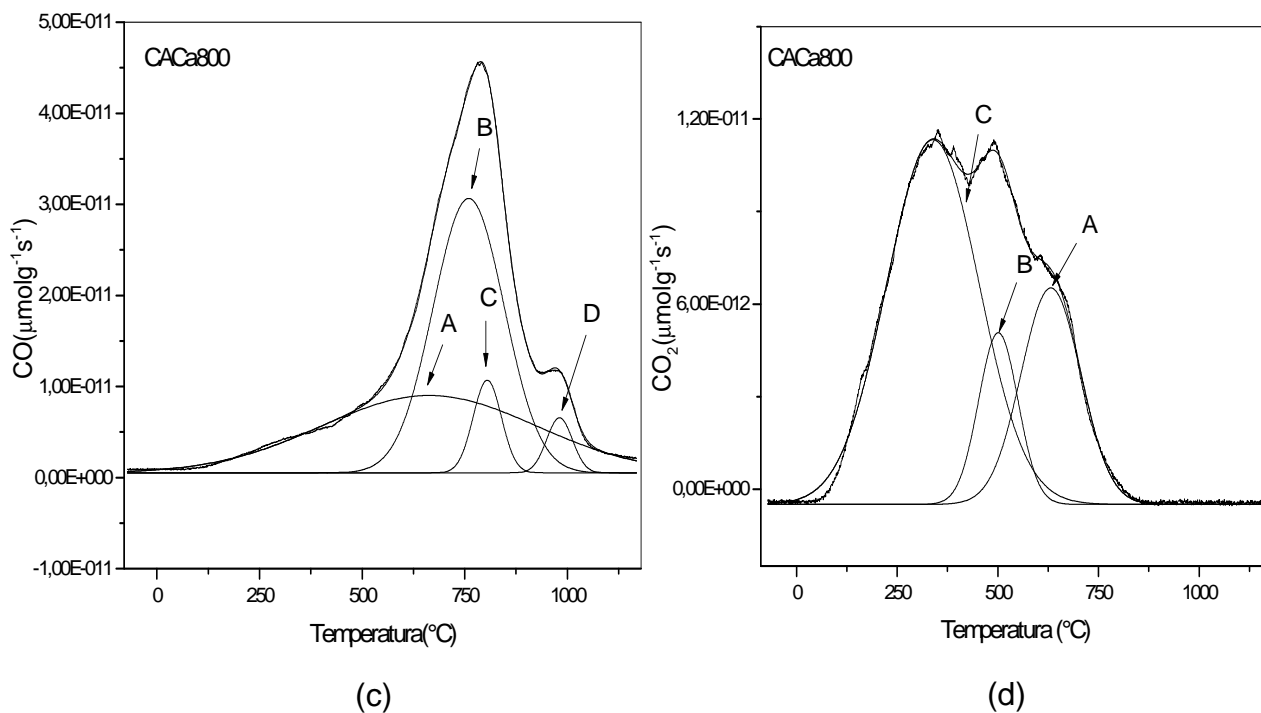 5,00E-011
CACa800
4,00E-011
B
3,00E-011
CO(μmolg⁻¹s⁻¹)
2,00E-011
A
C
D
1,00E-011
0,00E+000
-1,00E-011
0
250
500
750
1000
Temperatura(°C)
(c)
CACa800
1,20E-011
C
A
B
CO₂(μmolg⁻¹s⁻¹)
6,00E-012
0,00E+000
0
250
500
750
1000
Temperatura (°C)
(d)